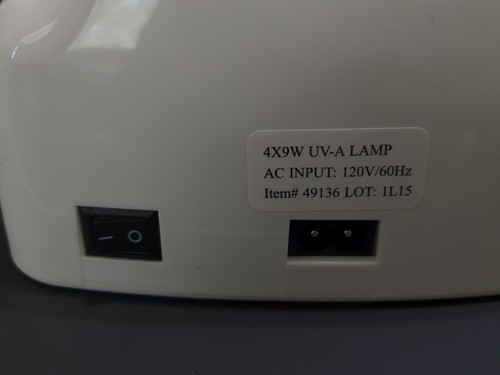 4X9W UV-A LAMP
AC INPUT: 120V/60Hz
Item# 49136 LOT: 1L15